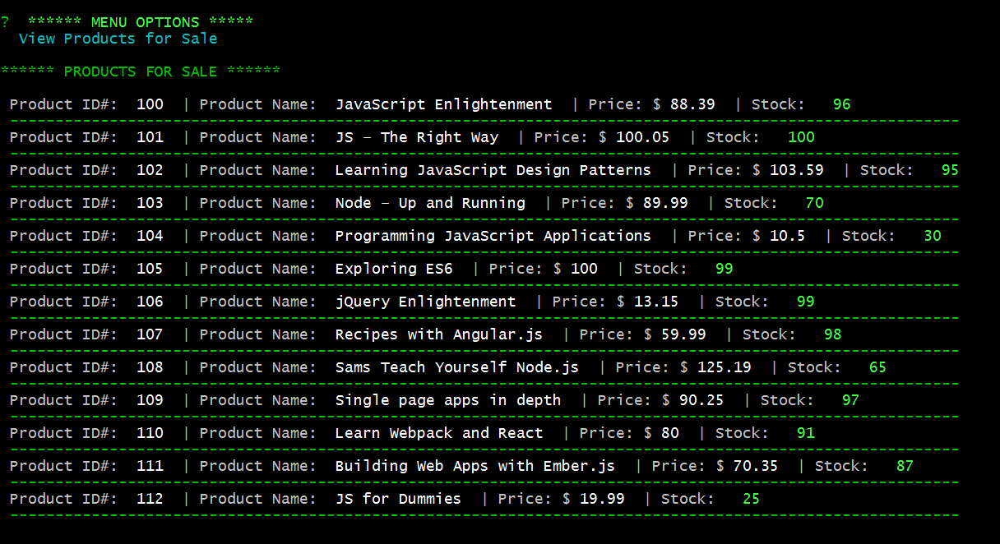 ?  ****** MENU OPTIONS *****
  View Products for Sale
****** PRODUCTS FOR SALE ******
Product ID#:  100  | Product Name:  JavaScript Enlightenment  | Price: $ 88.39  | Stock:   96
---------------------------------------------------------------------------------------------------------
Product ID#:  101  | Product Name:  JS - The Right Way  | Price: $ 100.05  | Stock:   100
---------------------------------------------------------------------------------------------------------
Product ID#:  102  | Product Name:  Learning JavaScript Design Patterns  | Price: $ 103.59  | Stock:   95
---------------------------------------------------------------------------------------------------------
Product ID#:  103  | Product Name:  Node - Up and Running  | Price: $ 89.99  | Stock:   70
---------------------------------------------------------------------------------------------------------
Product ID#:  104  | Product Name:  Programming JavaScript Applications  | Price: $ 10.5  | Stock:   30
---------------------------------------------------------------------------------------------------------
Product ID#:  105  | Product Name:  Exploring ES6  | Price: $ 100  | Stock:   99
---------------------------------------------------------------------------------------------------------
Product ID#:  106  | Product Name:  jQuery Enlightenment  | Price: $ 13.15  | Stock:   99
---------------------------------------------------------------------------------------------------------
Product ID#:  107  | Product Name:  Recipes with Angular.js  | Price: $ 59.99  | Stock:   98
---------------------------------------------------------------------------------------------------------
Product ID#:  108  | Product Name:  Sams Teach Yourself Node.js  | Price: $ 125.19  | Stock:   65
---------------------------------------------------------------------------------------------------------
Product ID#:  109  | Product Name:  Single page apps in depth  | Price: $ 90.25  | Stock:   97
---------------------------------------------------------------------------------------------------------
Product ID#:  110  | Product Name:  Learn Webpack and React  | Price: $ 80  | Stock:   91
---------------------------------------------------------------------------------------------------------
Product ID#:  111  | Product Name:  Building Web Apps with Ember.js  | Price: $ 70.35  | Stock:   87
---------------------------------------------------------------------------------------------------------
Product ID#:  112  | Product Name:  JS for Dummies  | Price: $ 19.99  | Stock:   25
---------------------------------------------------------------------------------------------------------